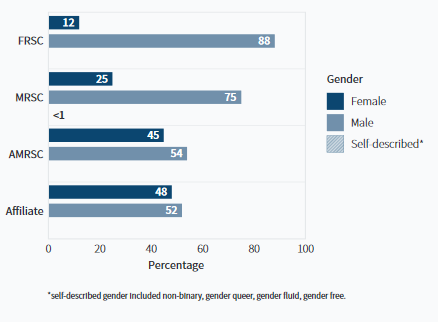 FRSC
12
88
MRSC
25
75
<1
AMRSC
45
54
Affiliate
48
52
0 20 40 60 80 100
Percentage
Gender
Female
Male
Self-described*
*self-described gender included non-binary, gender queer, gender fluid, gender free.